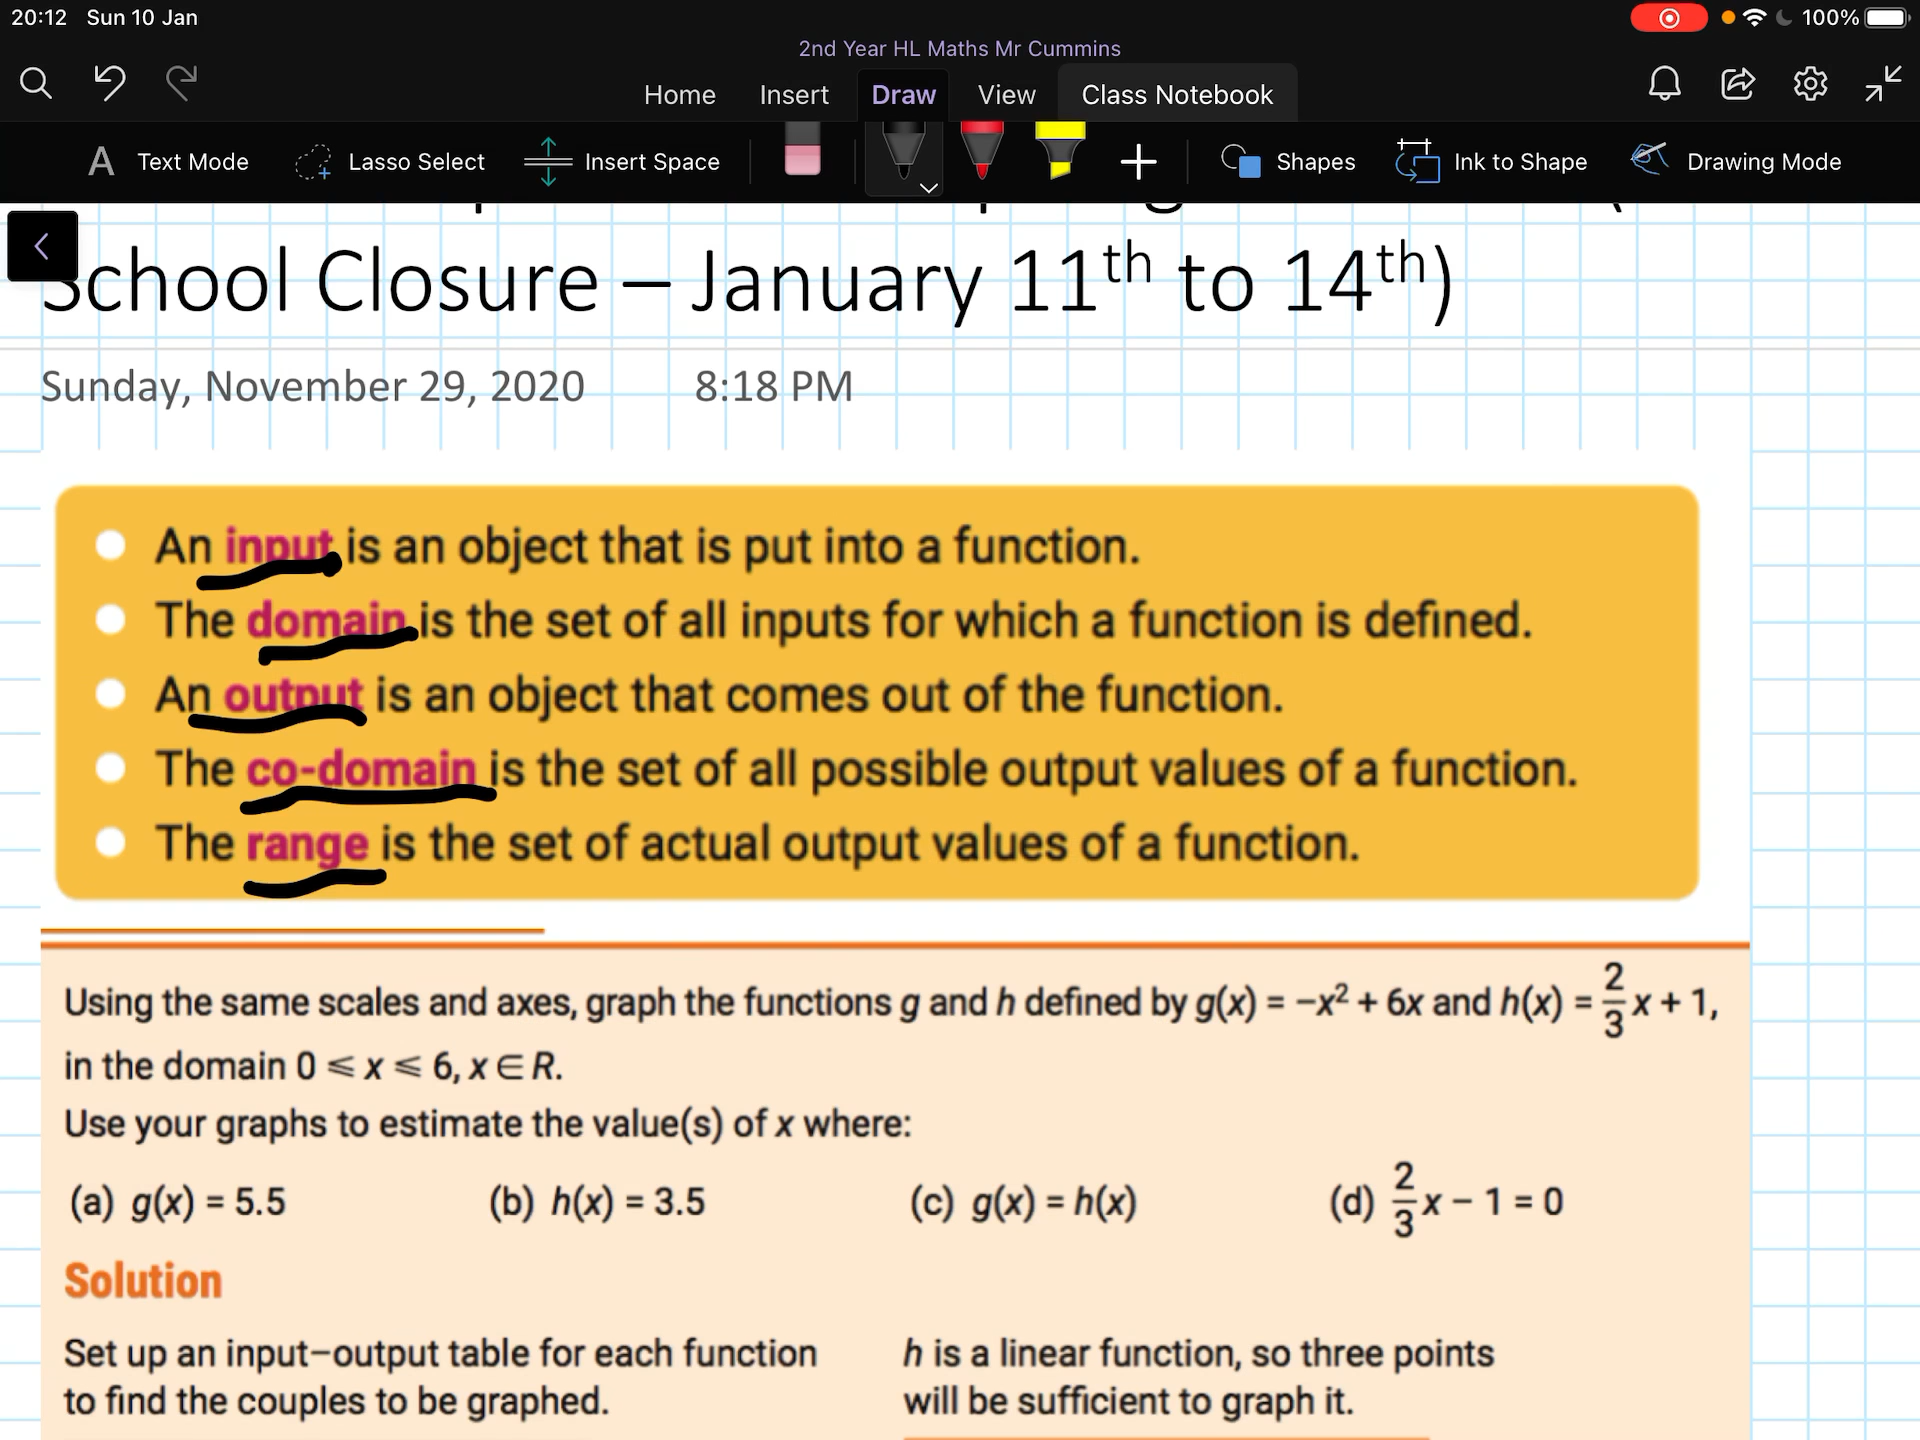 20:12 Sun 10 Jan
100%
2nd Year HL Maths Mr Cummins
Home Insert Draw View Class Notebook
A Text Mode Lasso Select Insert Space Shapes Ink to Shape Drawing Mode
School Closure – January 11th to 14th)
Sunday, November 29, 2020 8:18 PM
An input is an object that is put into a function.
The domain is the set of all inputs for which a function is defined.
An output is an object that comes out of the function.
The co-domain is the set of all possible output values of a function.
The range is the set of actual output values of a function.
Using the same scales and axes, graph the functions g and h defined by g(x) = −x² + 6x and h(x) = 2/3 x + 1,
in the domain 0 ⩽ x ⩽ 6, x ∈ R.
Use your graphs to estimate the value(s) of x where:
(a) g(x) = 5.5 (b) h(x) = 3.5 (c) g(x) = h(x) (d) 2/3 x − 1 = 0
Solution
Set up an input–output table for each function
to find the couples to be graphed.
h is a linear function, so three points
will be sufficient to graph it.